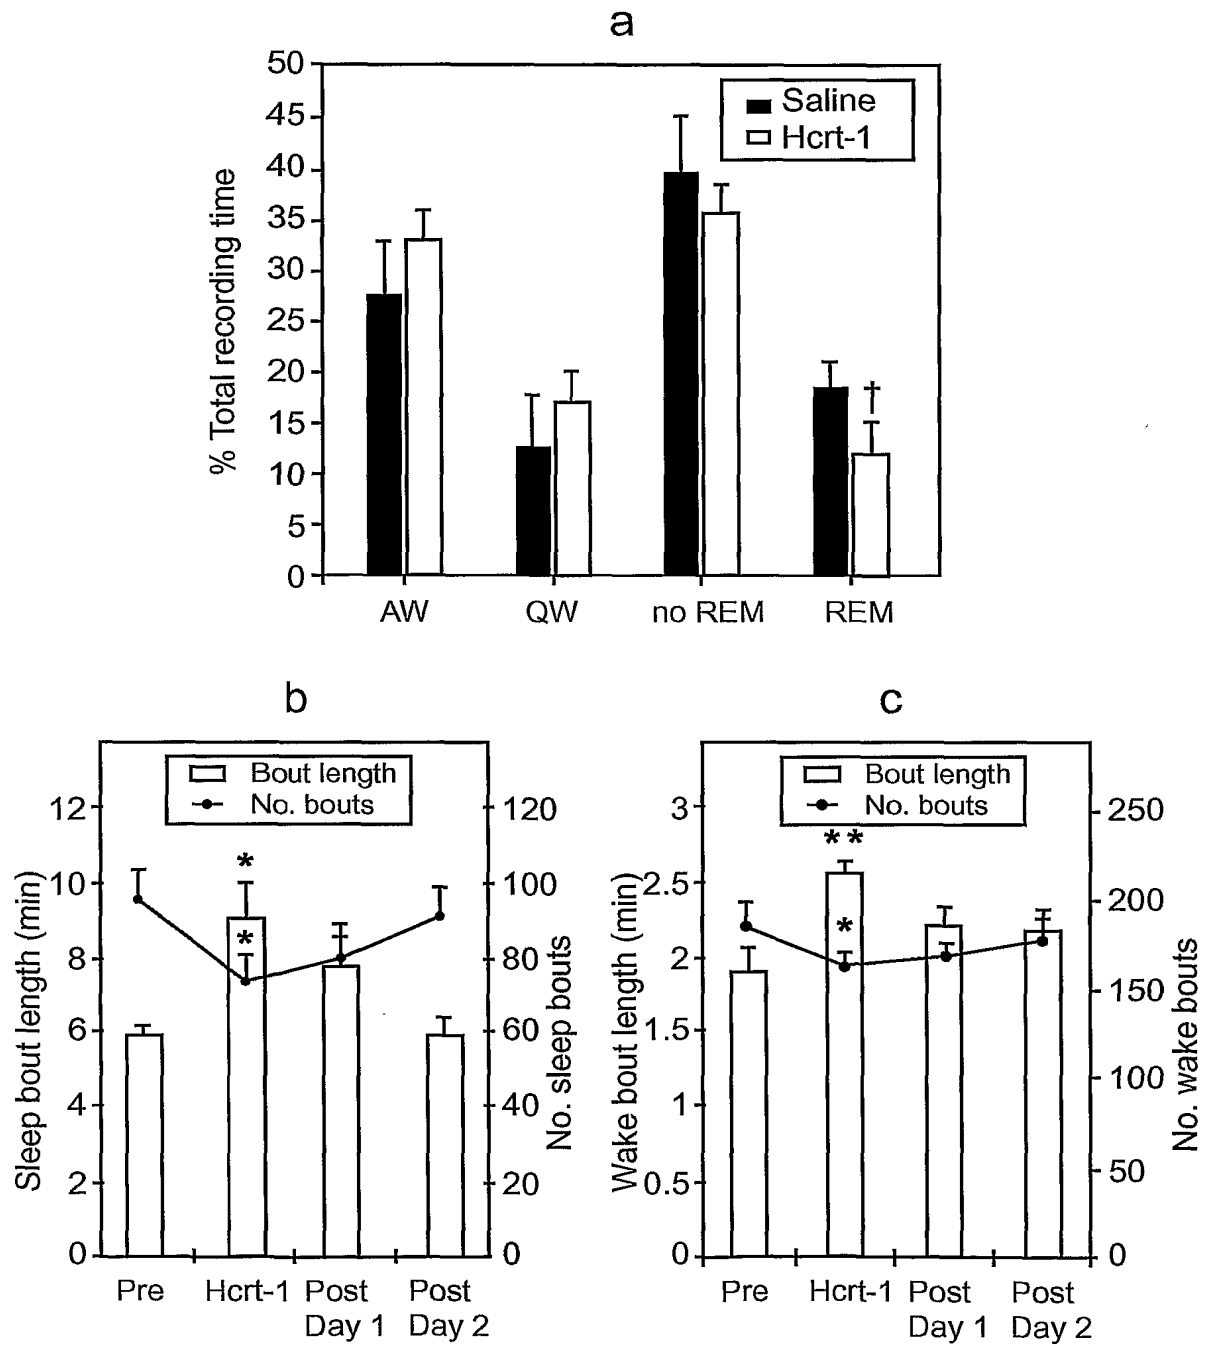 a
50
45
40
35
30
25
20
15
10
5
0
% Total recording time
Saline
Hcrt-1
†
AW QW no REM REM
b
Bout length
No. bouts
12
10
8
6
4
2
0
Sleep bout length (min)
*
*
120
100
80
60
40
20
0
No. sleep bouts
Pre Hcrt-1 Post Day 1 Post Day 2
c
Bout length
No. bouts
3
2.5
2
1.5
1
0.5
0
Wake bout length (min)
**
*
250
200
150
100
50
0
No. wake bouts
Pre Hcrt-1 Post Day 1 Post Day 2